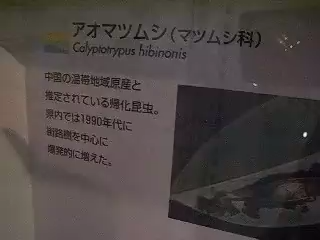 アオマツムシ(マツムシ科)
Calyptotrypus hibinonis
中国の温帯地域原産と
推定されている帰化昆虫。
県内では1990年代に
街路樹を中心に
爆発的に増えた。